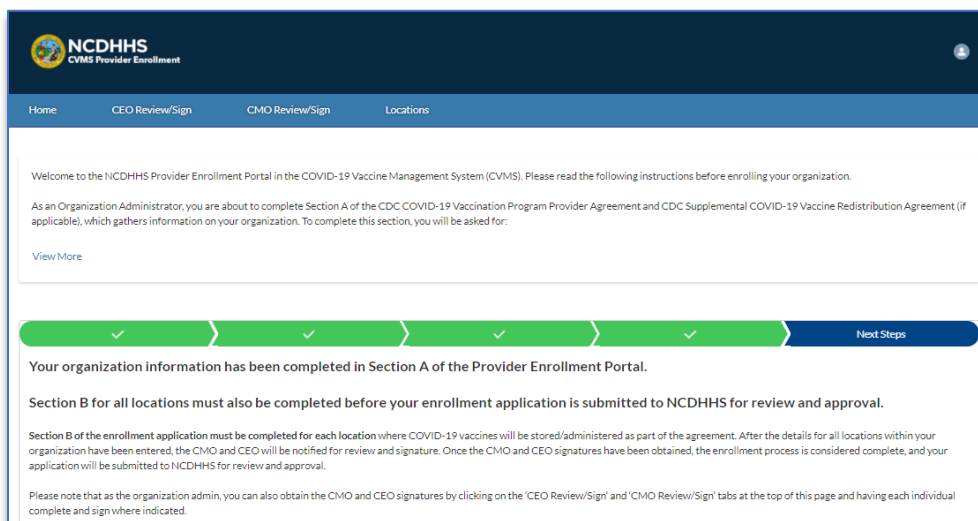 NCDHHS
CVMS Provider Enrollment
Home CEO Review/Sign CMO Review/Sign Locations
Welcome to the NCDHHS Provider Enrollment Portal in the COVID-19 Vaccine Management System (CVMS). Please read the following instructions before enrolling your organization.
As an Organization Administrator, you are about to complete Section A of the CDC COVID-19 Vaccination Program Provider Agreement and CDC Supplemental COVID-19 Vaccine Redistribution Agreement (if
applicable), which gathers information on your organization. To complete this section, you will be asked for:
View More
Next Steps
Your organization information has been completed in Section A of the Provider Enrollment Portal.
Section B for all locations must also be completed before your enrollment application is submitted to NCDHHS for review and approval.
Section B of the enrollment application must be completed for each location where COVID-19 vaccines will be stored/administered as part of the agreement. After the details for all locations within your
organization have been entered, the CMO and CEO will be notified for review and signature. Once the CMO and CEO signatures have been obtained, the enrollment process is considered complete, and your
application will be submitted to NCDHHS for review and approval.
Please note that as the organization admin, you can also obtain the CMO and CEO signatures by clicking on the 'CEO Review/Sign' and 'CMO Review/Sign' tabs at the top of this page and having each individual
complete and sign where indicated.